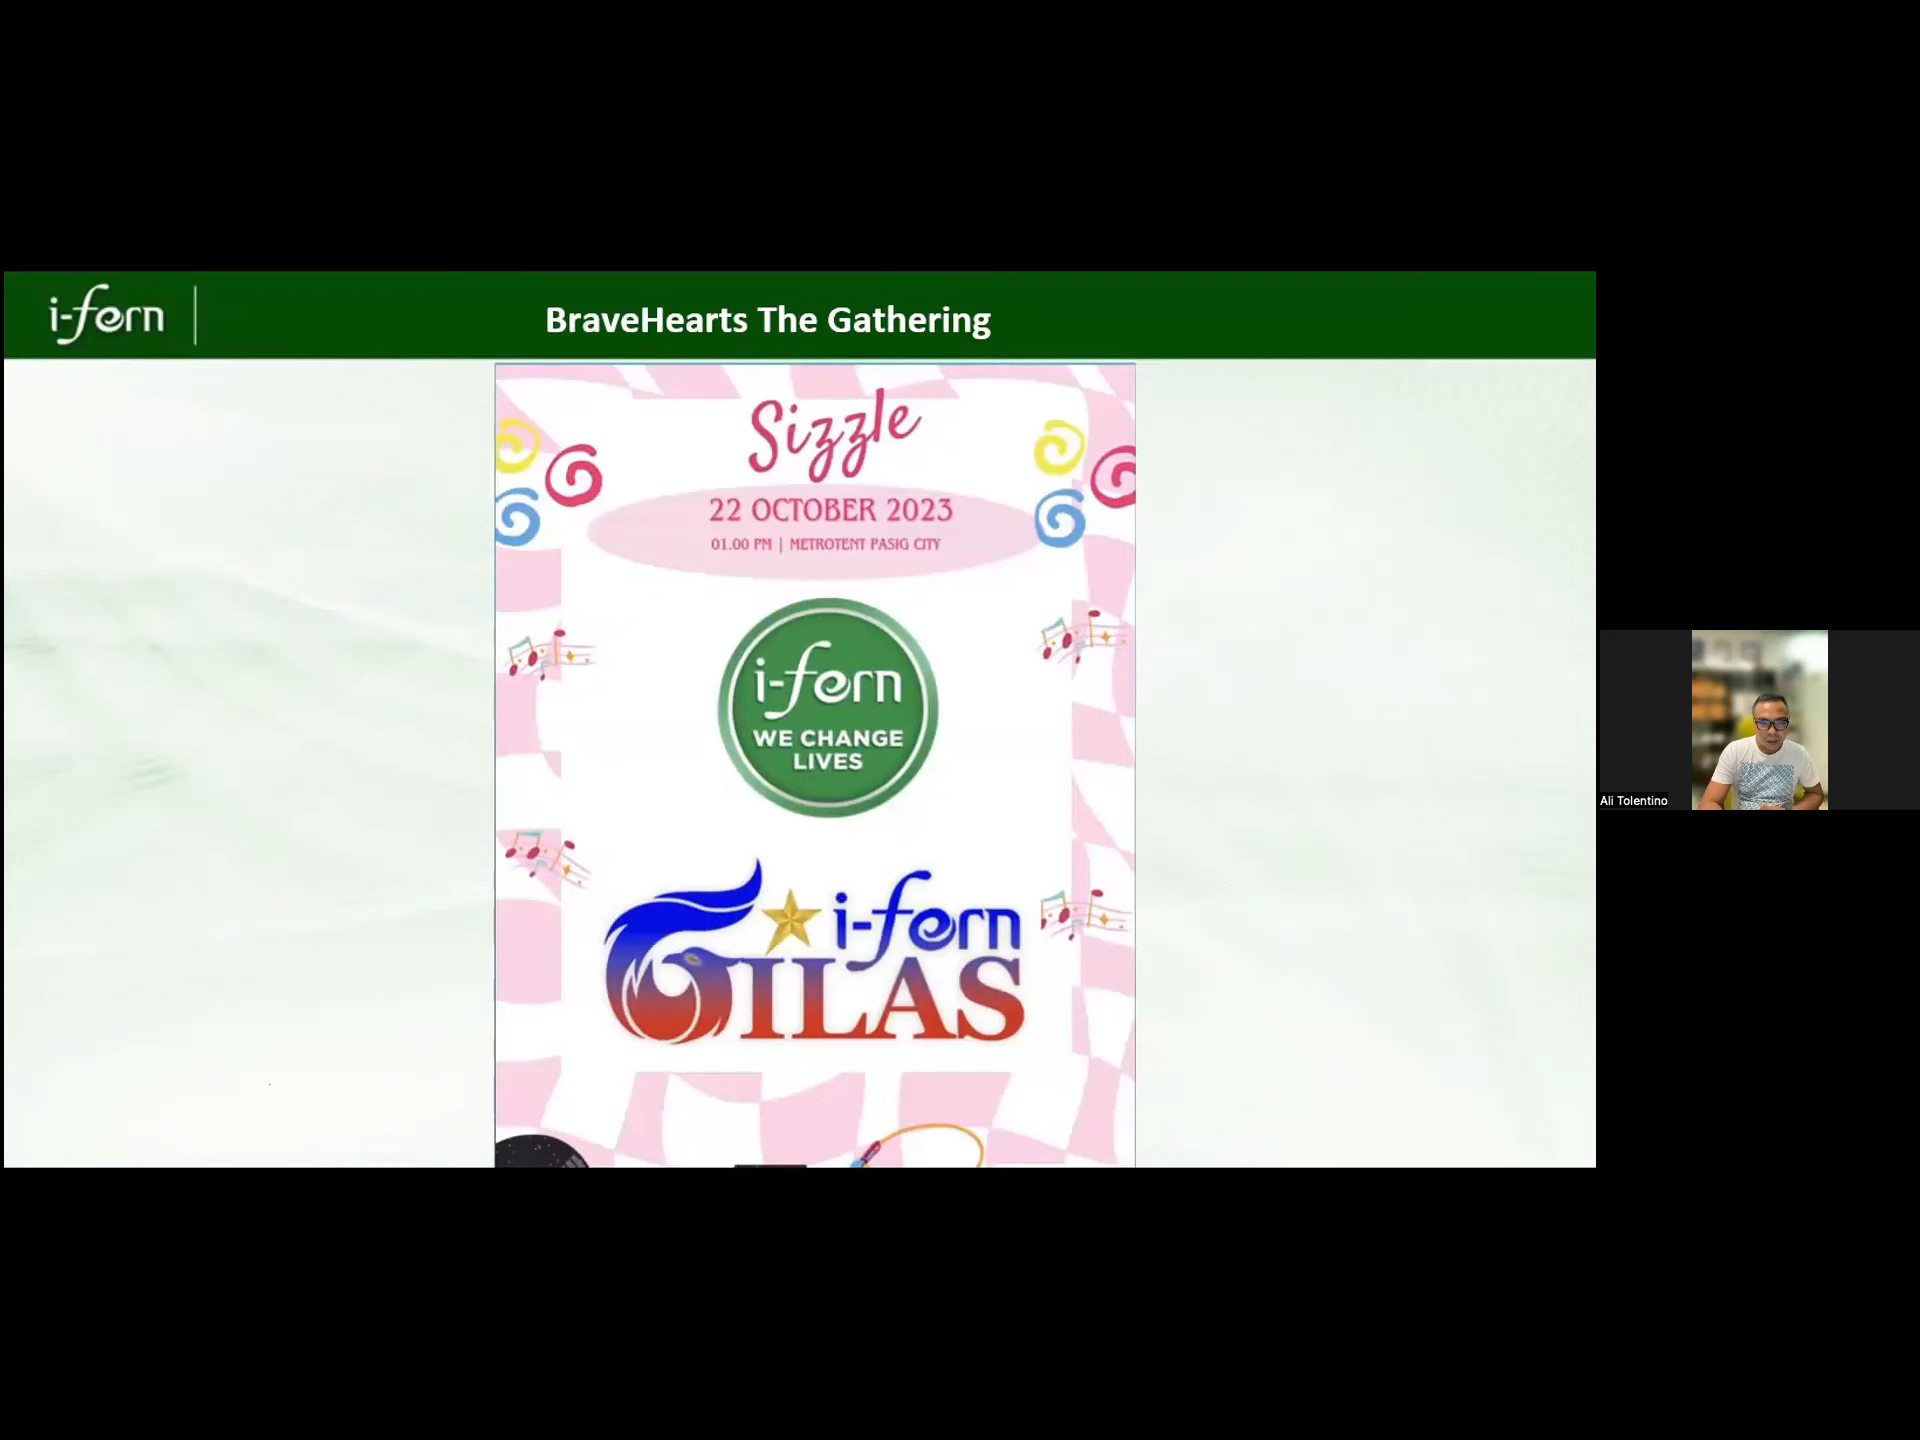 i-fern
BraveHearts The Gathering
Sizzle
22 OCTOBER 2023
01.00 PM | METROTENT PASIG CITY
i-fern
WE CHANGE
LIVES
i-fern
GILAS
Ali Tolentino